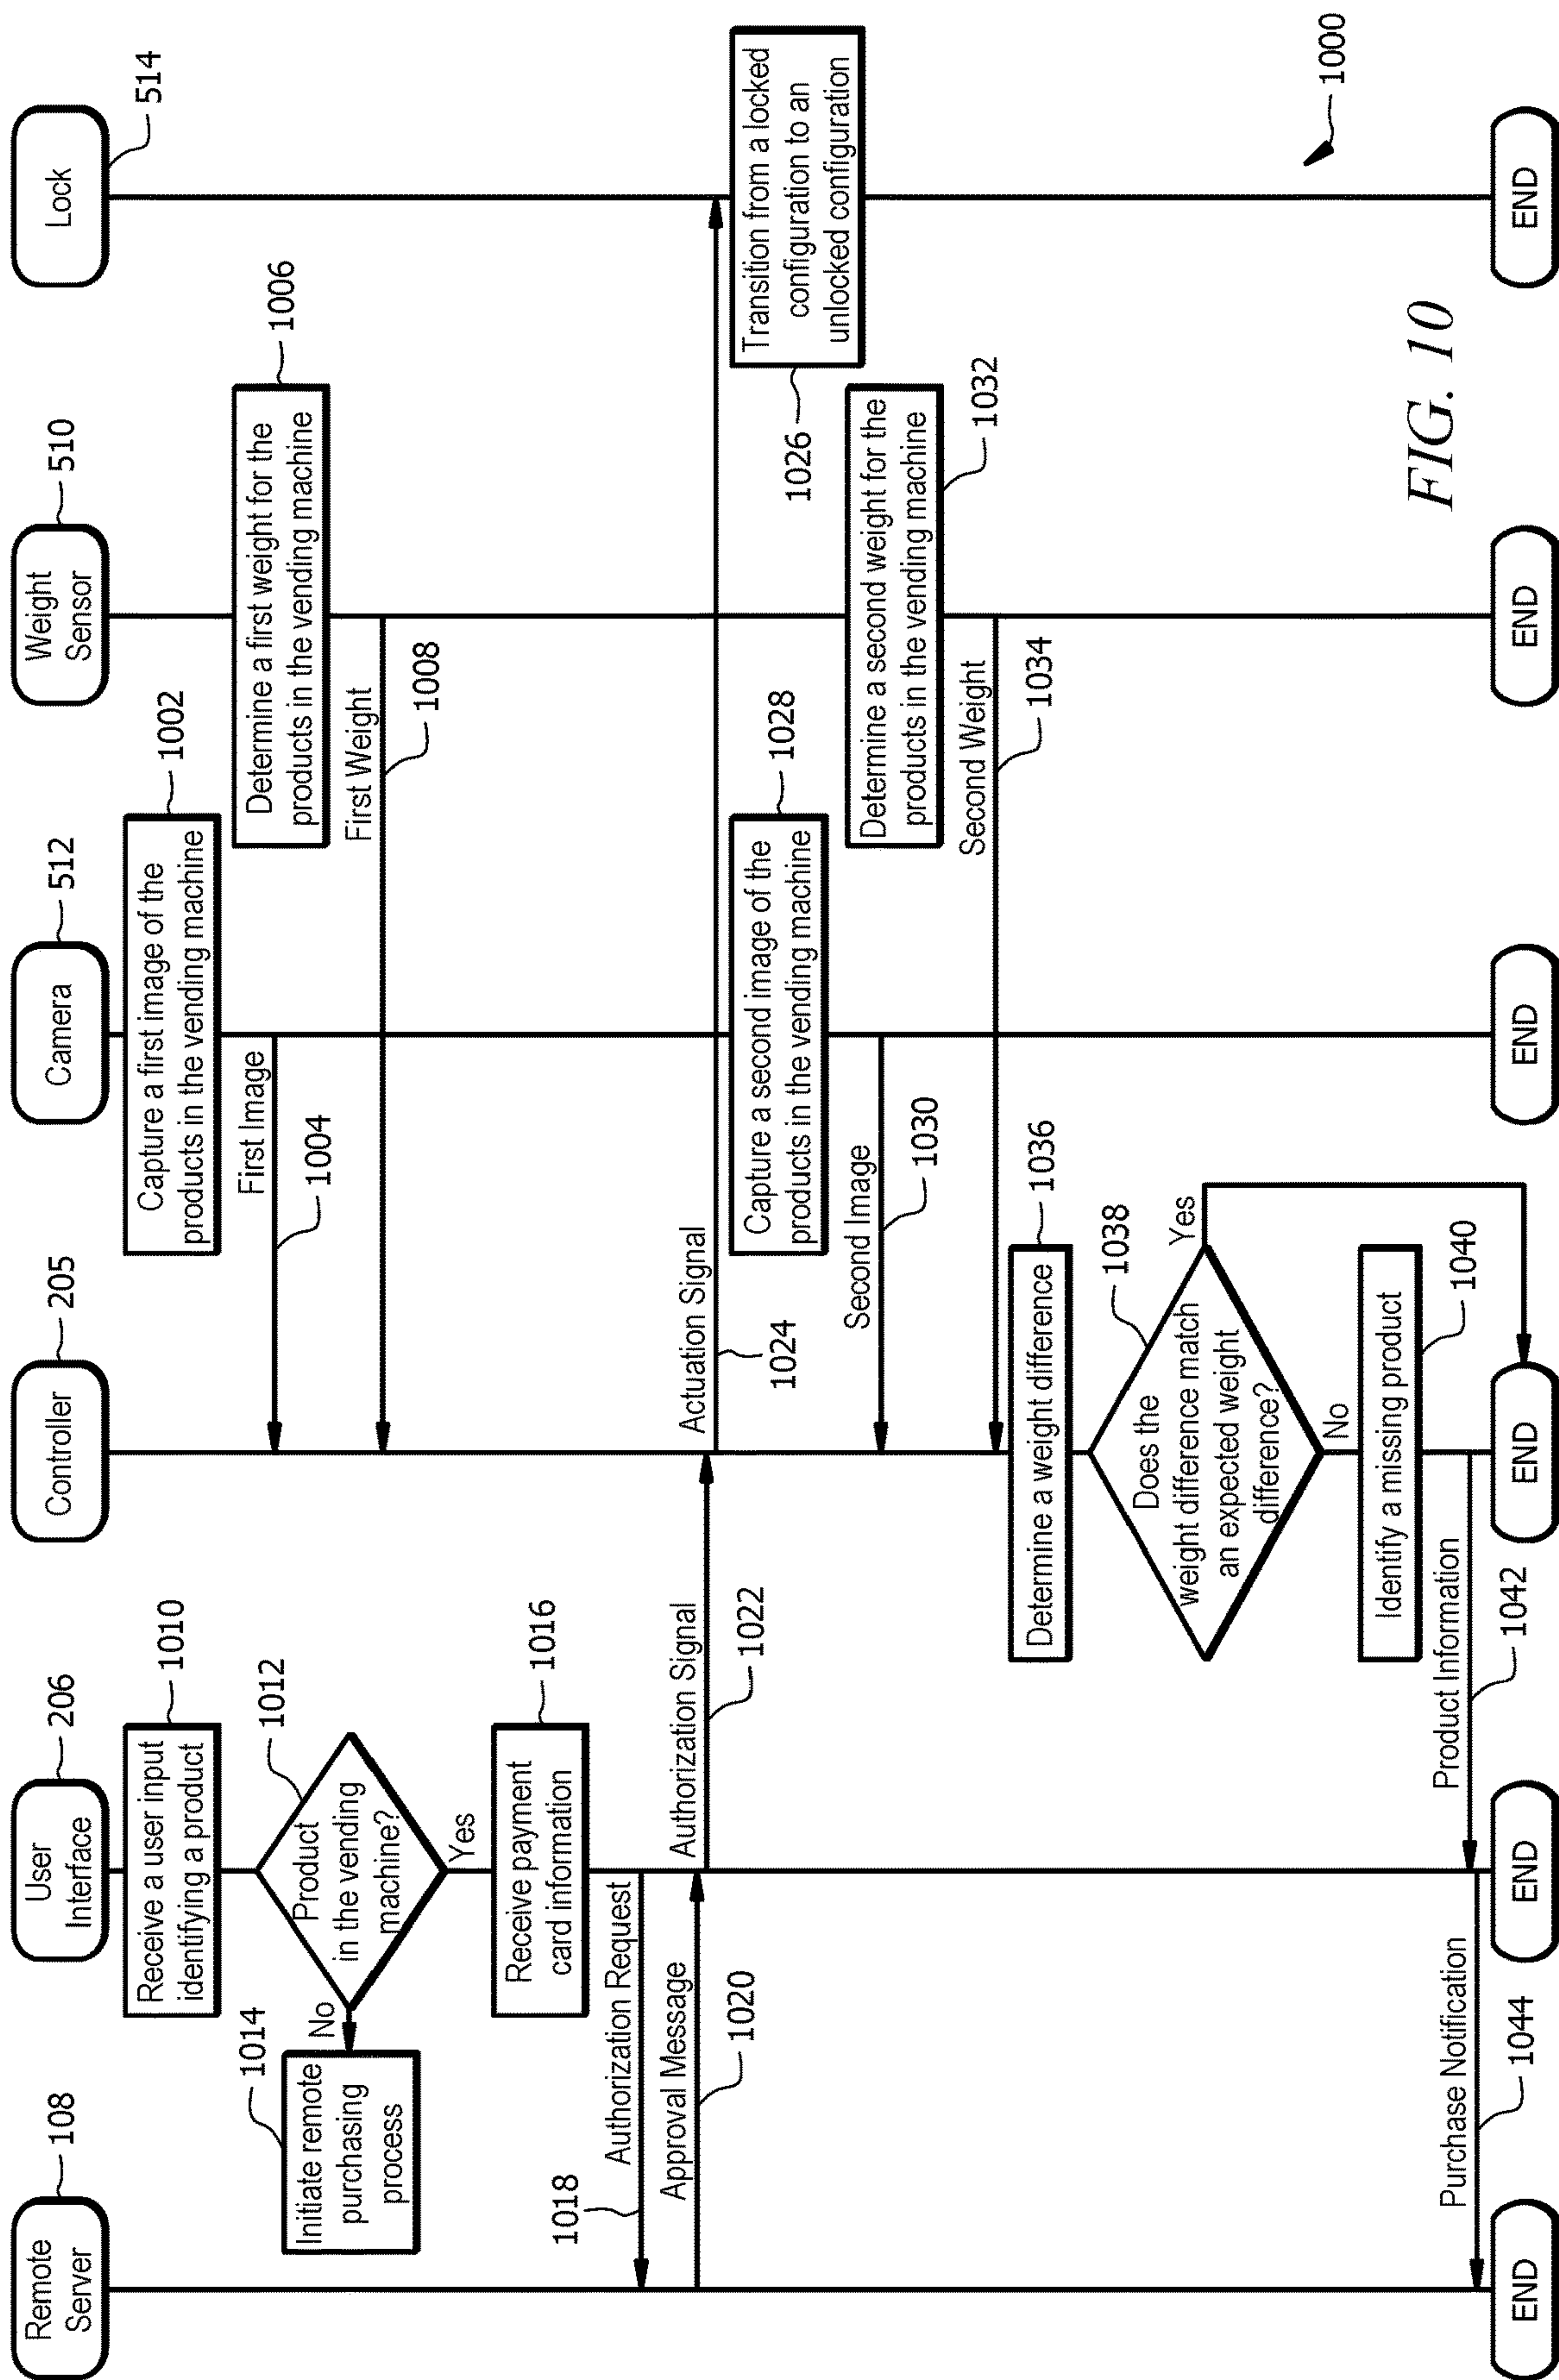 Remote
Server
108
User
Interface
206
Controller
205
Camera
512
Weight
Sensor
510
Lock
514
Receive a user input
identifying a product
1010
Capture a first image of the
products in the vending machine
1002
Determine a first weight for the
products in the vending machine
1006
First Image
1004
First Weight
1008
Product
in the vending
machine?
1012
No
Yes
1014
Initiate remote
purchasing
process
Receive payment
card information
1016
1018
Authorization Request
Approval Message
1020
Authorization Signal
1022
Actuation Signal
1024
Transition from a locked
configuration to an
unlocked configuration
1026
Capture a second image of the
products in the vending machine
1028
Second Image
1030
Determine a second weight for the
products in the vending machine
1032
Second Weight
1034
Determine a weight difference
1036
Does the
weight difference match
an expected weight
difference?
1038
Yes
No
Identify a missing product
1040
Product Information
1042
Purchase Notification
1044
END
END
END
END
END
END
1000
FIG. 10